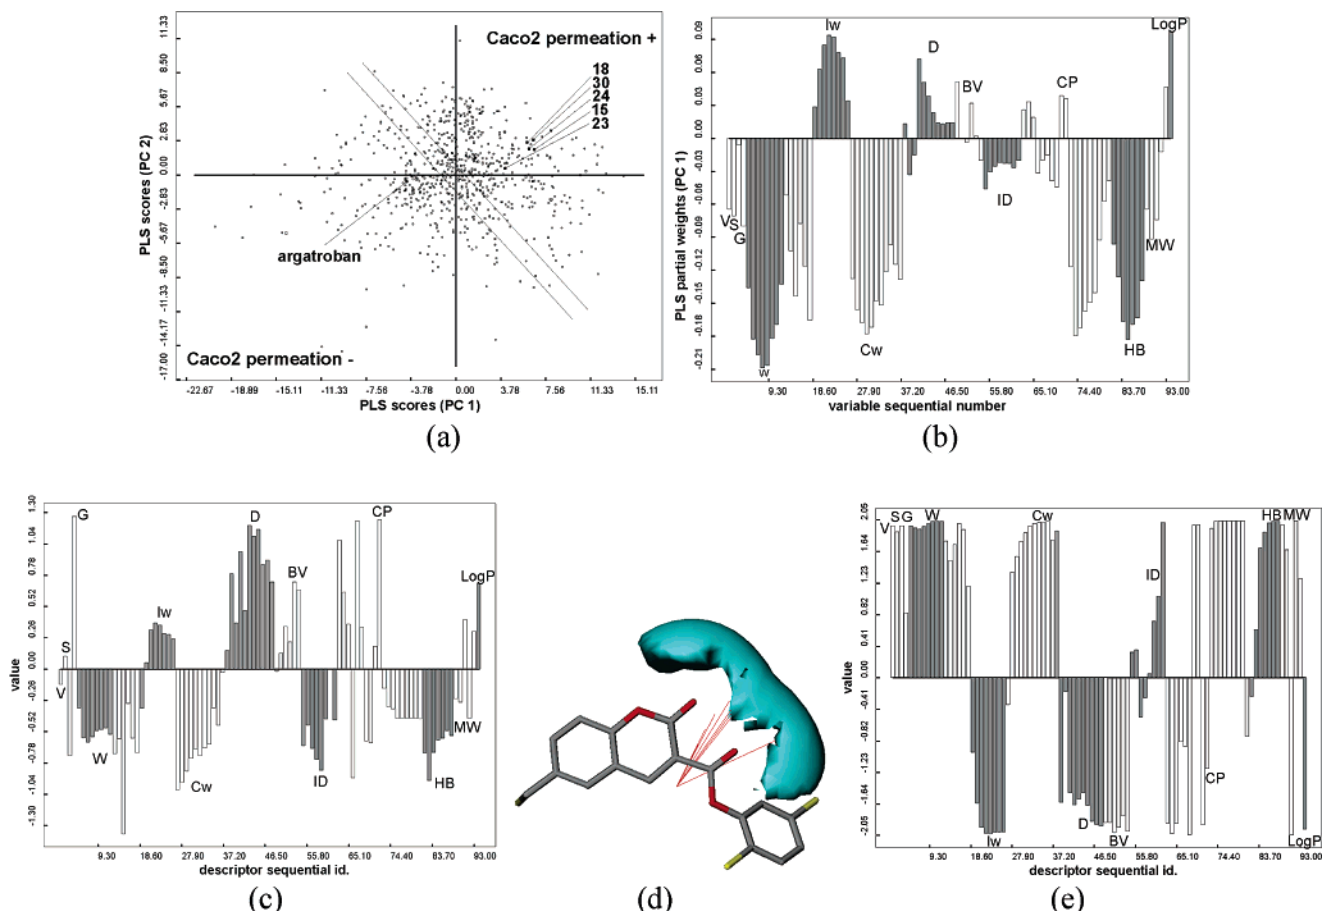 Caco2 permeation +
18
30
24
15
23
argatroban
Caco2 permeation -
PLS scores (PC 2)
11.33
8.50
5.67
2.83
0.00
-2.83
-5.67
-8.50
-11.33
-14.17
-17.00
-22.67 -18.89 -15.11 -11.33 -7.56 -3.78 0.00 3.78 7.56 11.33 15.11
PLS scores (PC 1)
(a)
PLS partial weights (PC 1)
0.09
0.06
0.03
0.00
-0.03
-0.06
-0.09
-0.12
-0.15
-0.18
-0.21
Iw
LogP
D
BV
CP
ID
V
S
G
MW
Cw
HB
W
9.30 18.60 27.90 37.20 46.50 55.80 65.10 74.40 83.70 93.00
variable sequential number
(b)
value
1.30
1.04
0.78
0.52
0.26
0.00
-0.26
-0.52
-0.78
-1.04
-1.30
G
D
CP
BV
LogP
Iw
S
V
MW
W
Cw
ID
HB
9.30 18.60 27.90 37.20 46.50 55.80 65.10 74.40 83.70 93.00
descriptor sequential id.
(c)
(d)
value
2.05
1.64
1.23
0.82
0.41
0.00
-0.41
-0.82
-1.23
-1.64
-2.05
V
S
G
W
Cw
HB
MW
ID
CP
D
Iw
BV
LogP
9.30 18.60 27.90 37.20 46.50 55.80 65.10 74.40 83.70 93.00
descriptor sequential id.
(e)